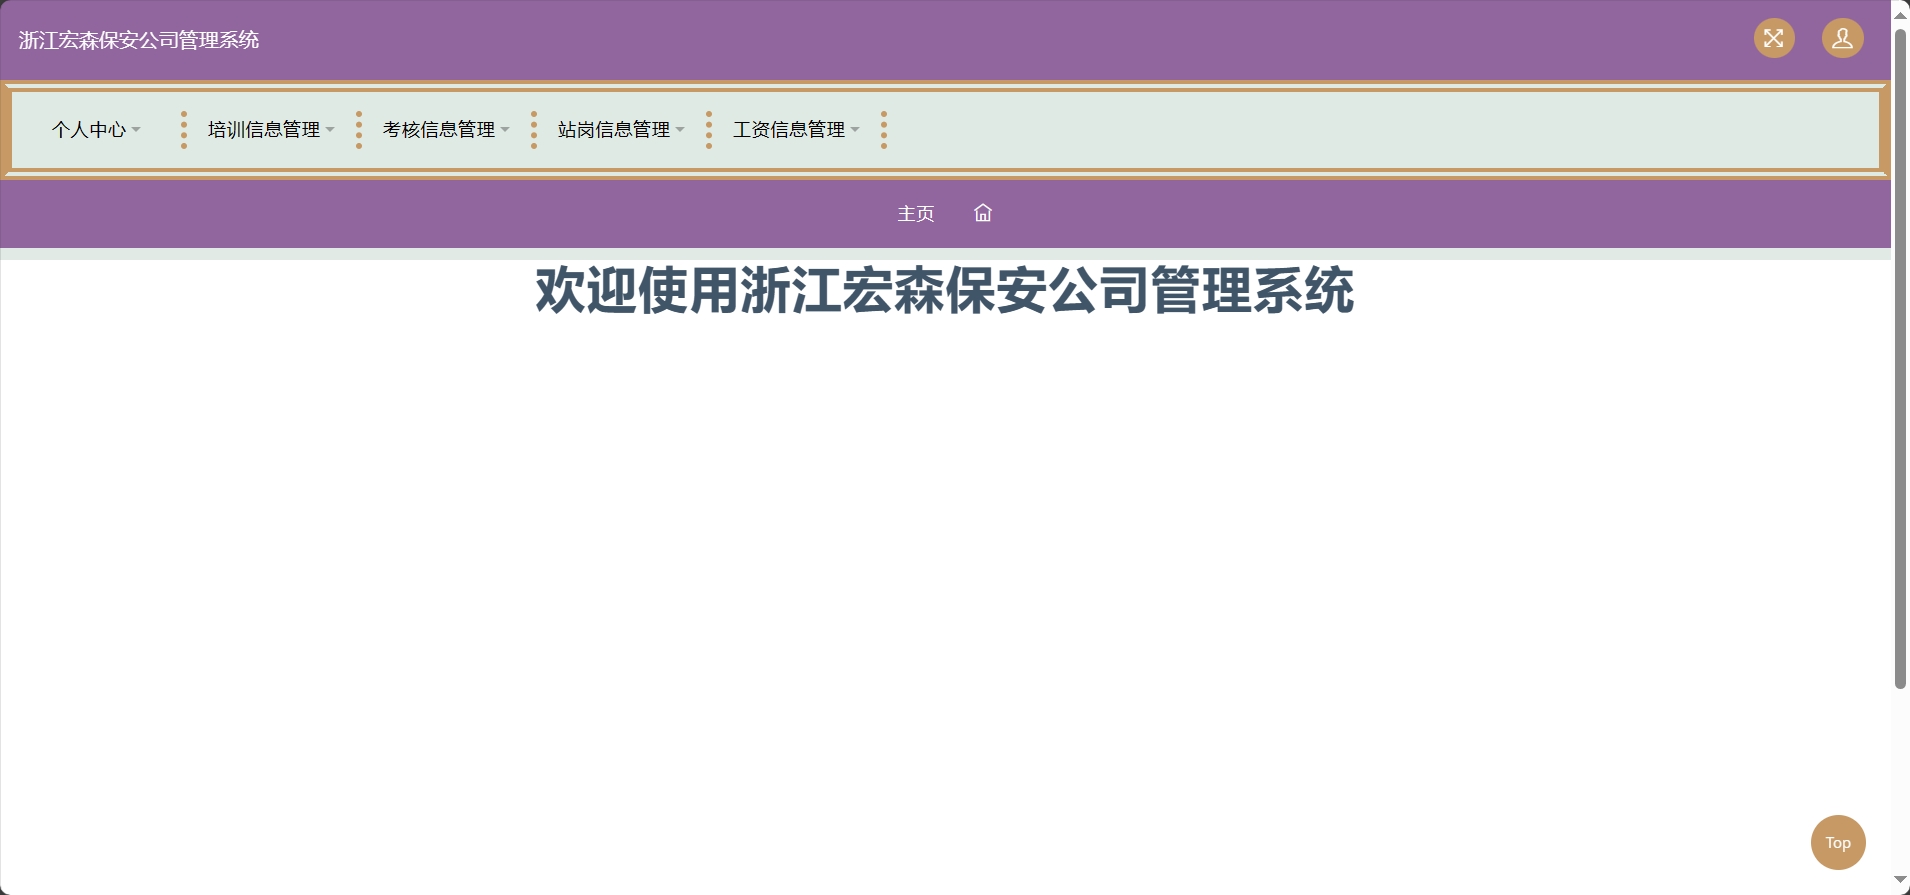 浙江宏森保安公司管理系统
个人中心 培训信息管理 考核信息管理 站岗信息管理 工资信息管理
主页
欢迎使用浙江宏森保安公司管理系统
Top